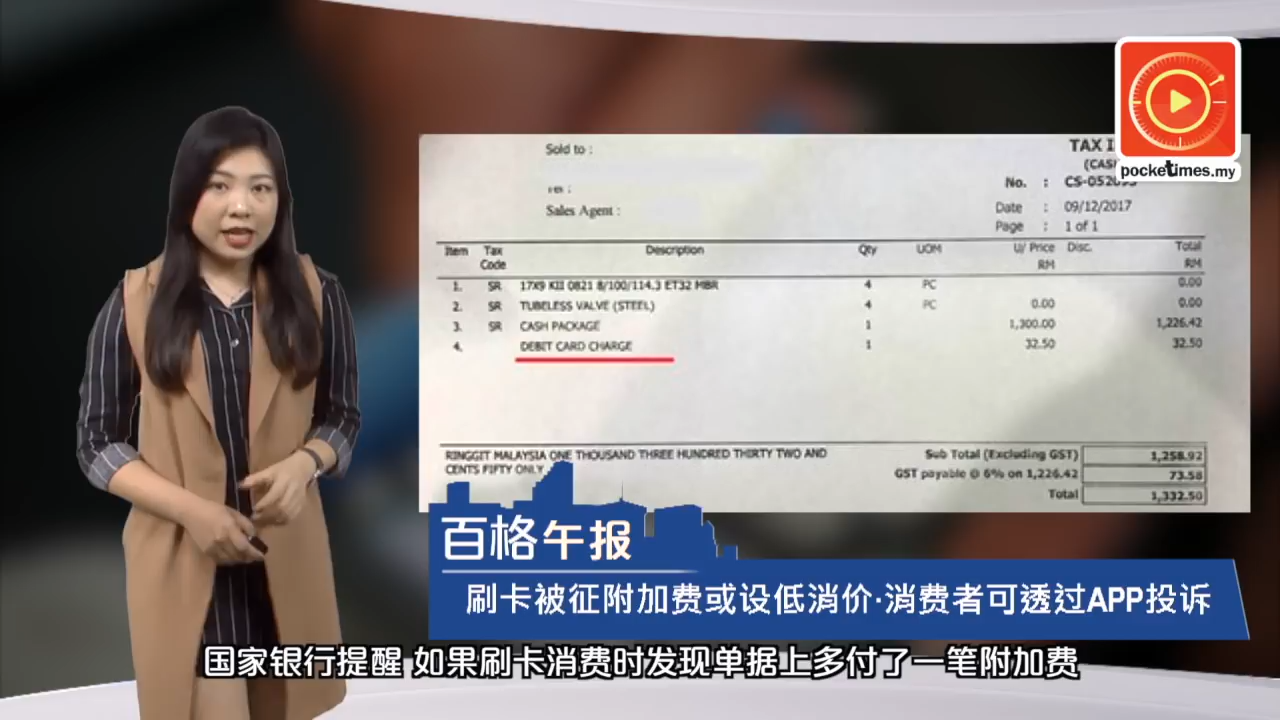 pocketimes.my
Sold to :
TAX I
(CAS
No. : CS-052093
Date : 09/12/2017
Page : 1 of 1
Sales Agent :
Item Tax Code Description Qty UOM U/ Price RM Disc. Total RM
1. SR 17X9 KII 0821 8/100/114.3 ET32 MBR 4 PC 0.00
2. SR TUBELESS VALVE (STEEL) 4 PC 0.00 0.00
3. SR CASH PACKAGE 1 1,300.00 1,226.42
4. DEBIT CARD CHARGE 1 32.50 32.50
RINGGIT MALAYSIA ONE THOUSAND THREE HUNDRED THIRTY TWO AND
CENTS FIFTY ONLY
Sub Total (Excluding GST) 1,258.92
GST payable @ 6% on 1,226.42 73.58
Total 1,332.50
百格午报
刷卡被征附加费或设低消价·消费者可透过APP投诉
国家银行提醒 如果刷卡消费时发现单据上多付了一笔附加费